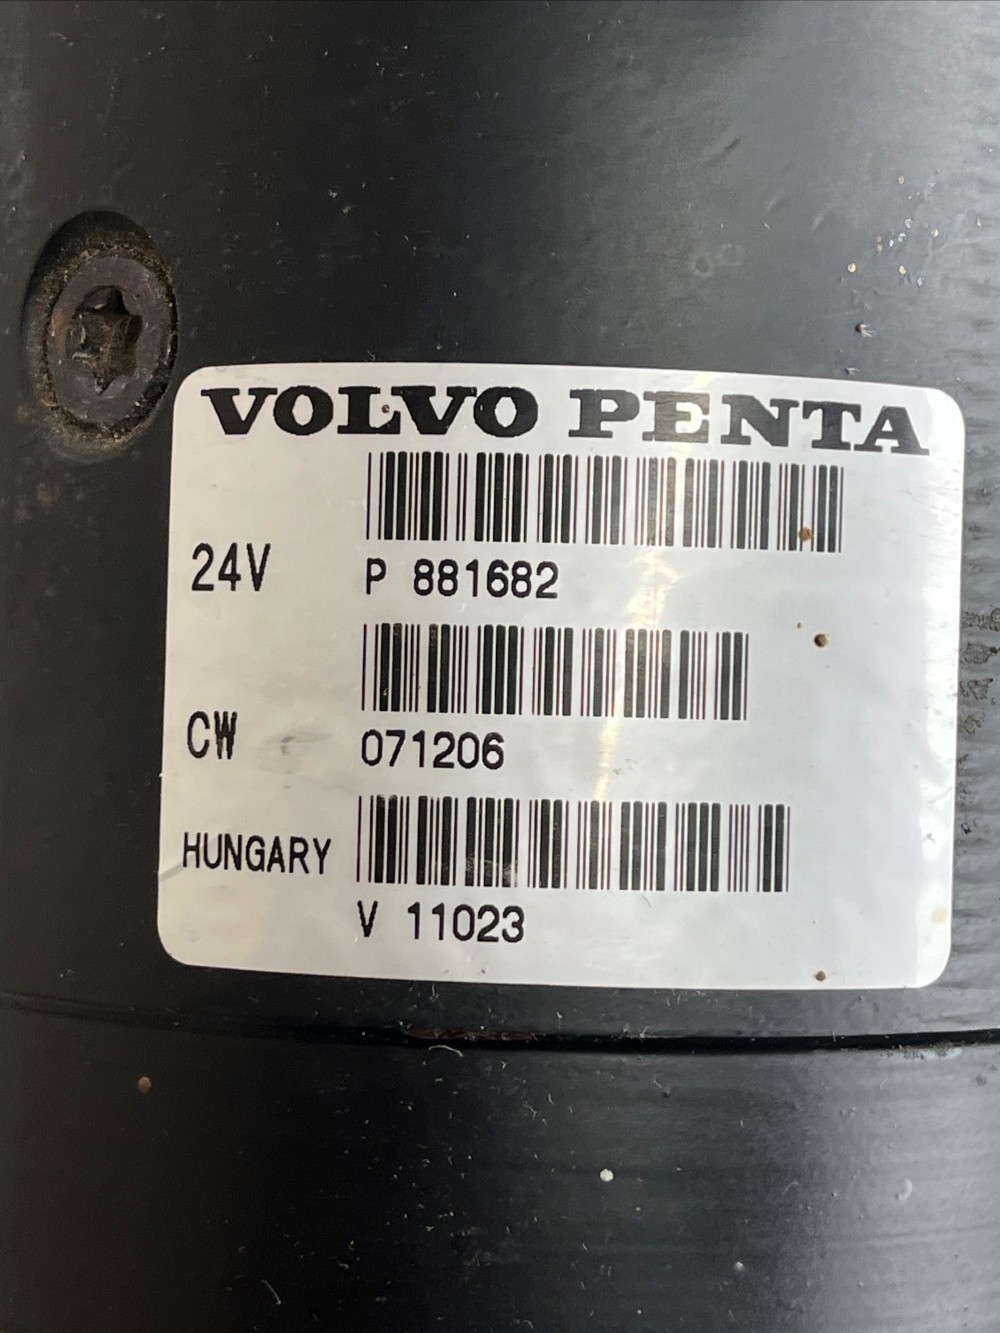 VOLVO PENTA
24V P 881682
CW 071206
HUNGARY
V 11023